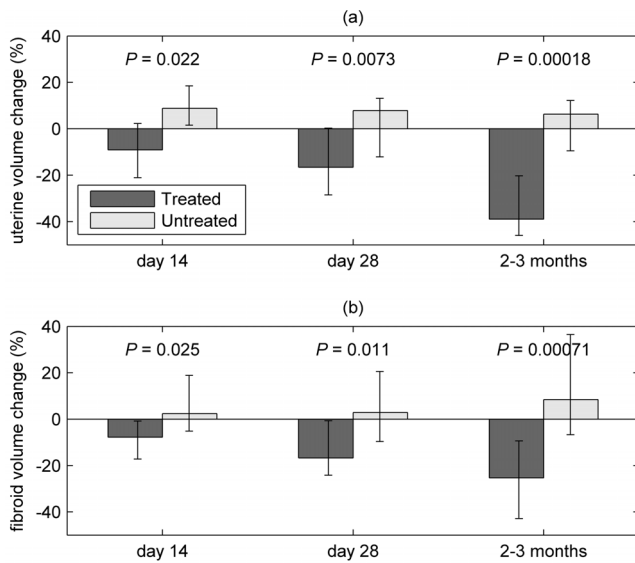 (a)
uterine volume change (%)
40
20
0
-20
-40
P = 0.022
P = 0.0073
P = 0.00018
Treated
Untreated
day 14
day 28
2-3 months
(b)
fibroid volume change (%)
40
20
0
-20
-40
P = 0.025
P = 0.011
P = 0.00071
day 14
day 28
2-3 months